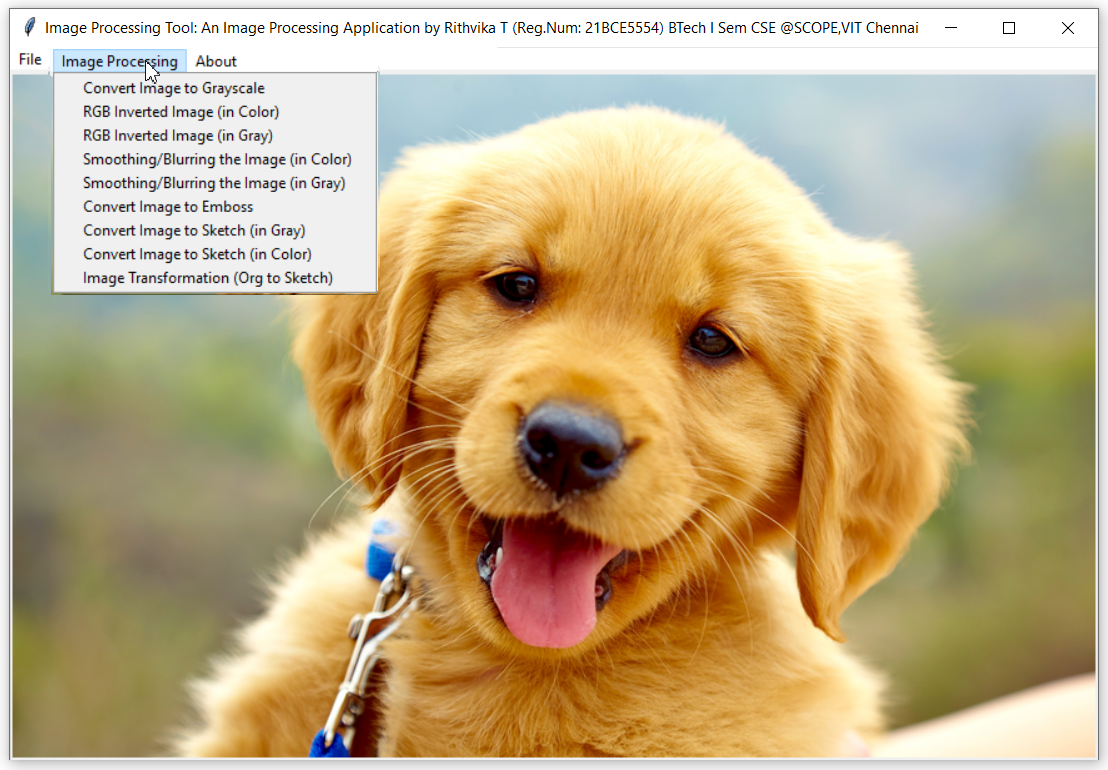 Image Processing Tool: An Image Processing Application by Rithvika T (Reg.Num: 21BCE5554) BTech I Sem CSE @SCOPE,VIT Chennai
File Image Processing About
Convert Image to Grayscale
RGB Inverted Image (in Color)
RGB Inverted Image (in Gray)
Smoothing/Blurring the Image (in Color)
Smoothing/Blurring the Image (in Gray)
Convert Image to Emboss
Convert Image to Sketch (in Gray)
Convert Image to Sketch (in Color)
Image Transformation (Org to Sketch)